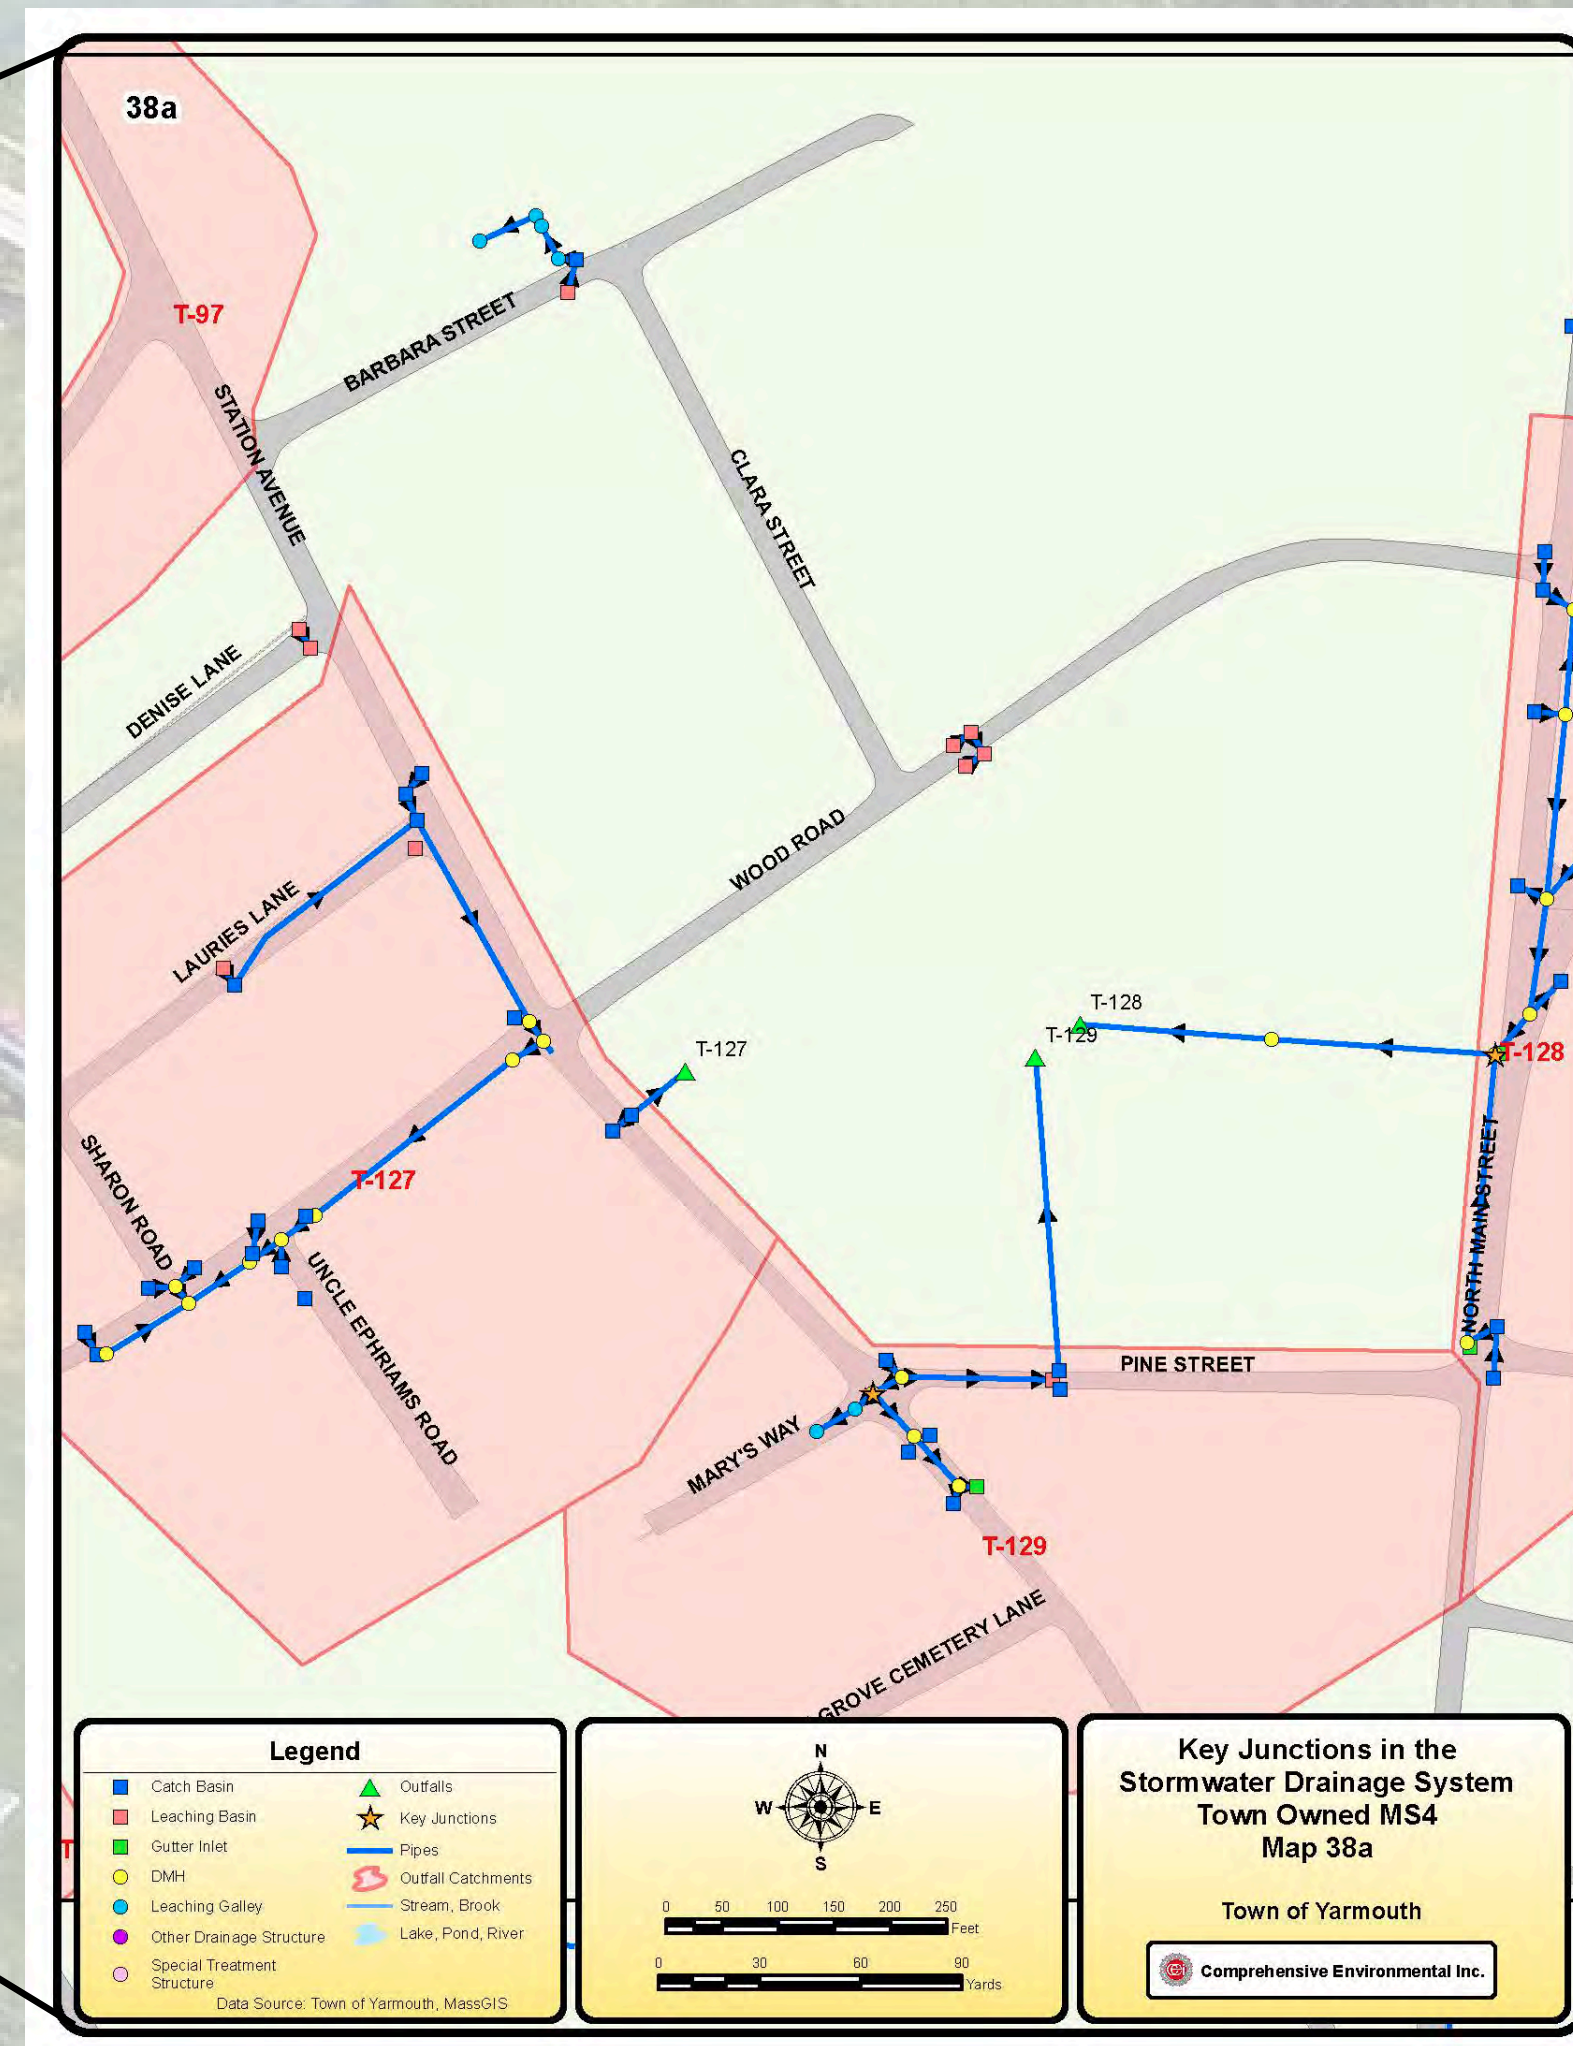 38a
T-97
BARBARA STREET
STATION AVENUE
CLARA STREET
DENISE LANE
WOOD ROAD
LAURIES LANE
T-128
T-129
T-127
T-128
SHARON ROAD
T-127
NORTH MAIN STREET
UNCLE EPHRIAMS ROAD
PINE STREET
MARY'S WAY
T-129
GROVE CEMETERY LANE
T
Legend
Catch Basin
Leaching Basin
Gutter Inlet
DMH
Leaching Galley
Other Drainage Structure
Special Treatment
Structure
Outfalls
Key Junctions
Pipes
Outfall Catchments
Stream, Brook
Lake, Pond, River
Data Source: Town of Yarmouth, MassGIS
N
W E
S
0 50 100 150 200 250
Feet
0 30 60 90
Yards
Key Junctions in the
Stormwater Drainage System
Town Owned MS4
Map 38a
Town of Yarmouth
CEi Comprehensive Environmental Inc.